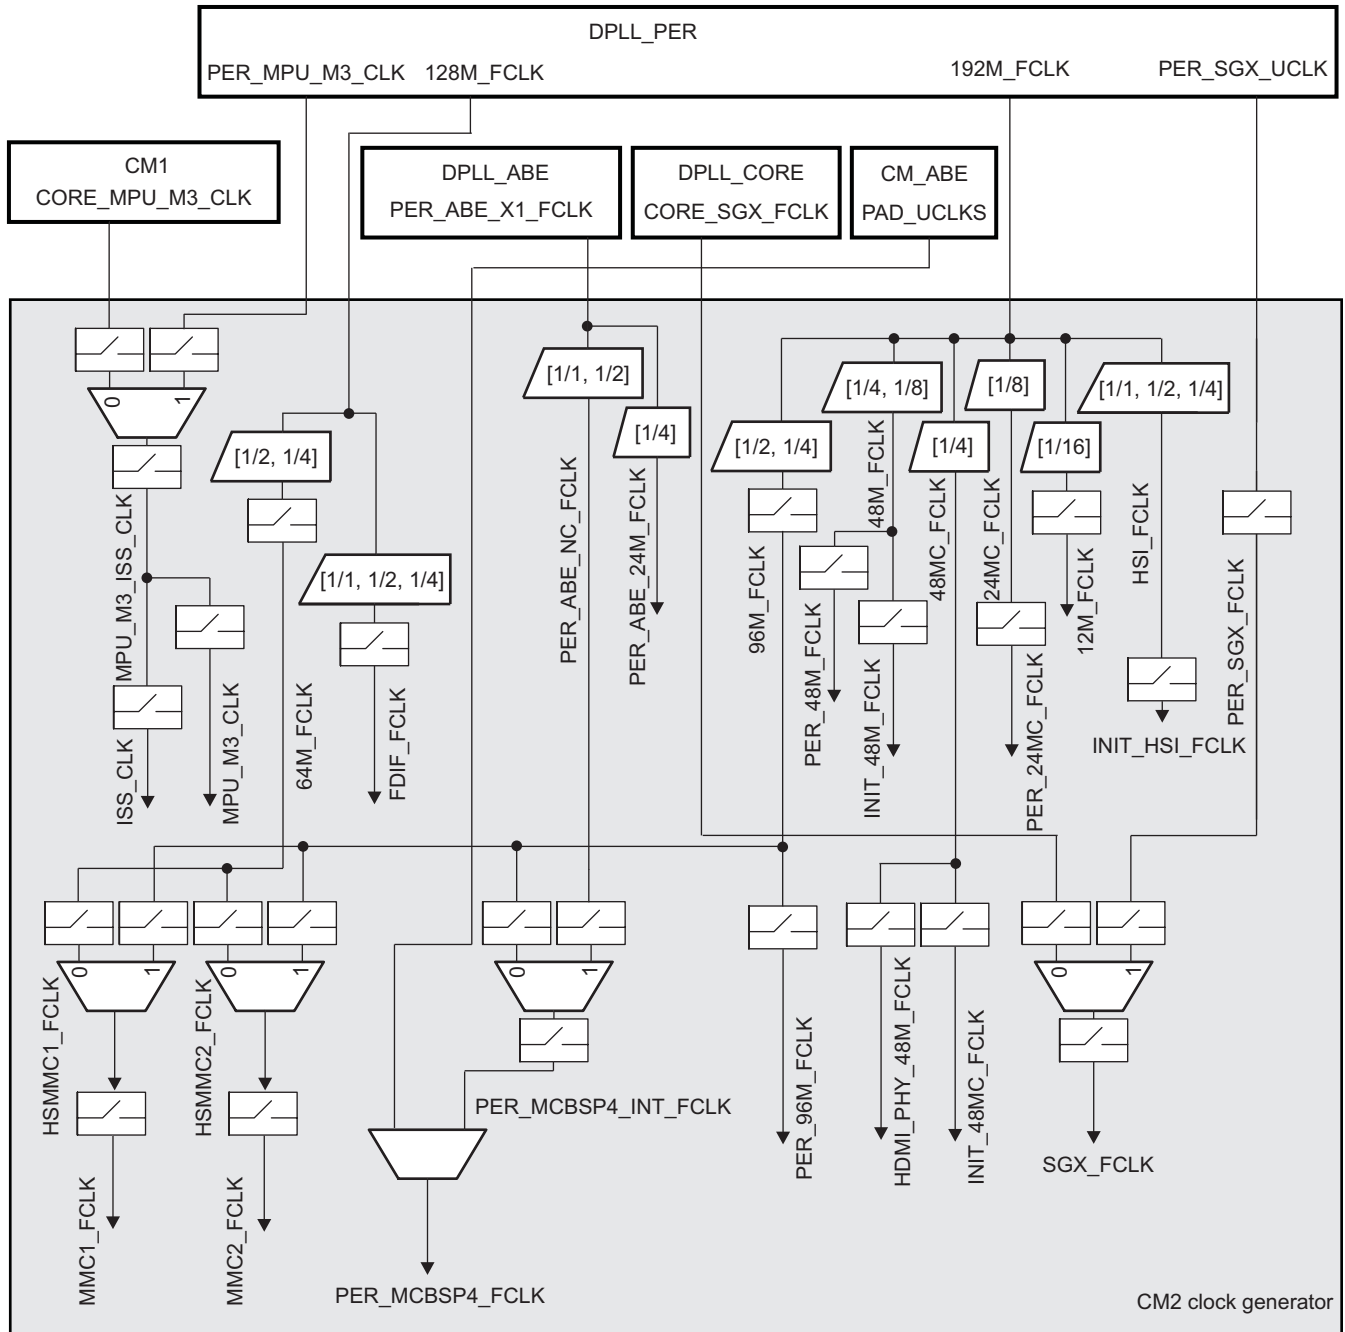 DPLL_PER
PER_MPU_M3_CLK
128M_FCLK
192M_FCLK
PER_SGX_UCLK
CM1
CORE_MPU_M3_CLK
DPLL_ABE
PER_ABE_X1_FCLK
DPLL_CORE
CORE_SGX_FCLK
CM_ABE
PAD_UCLKS
0
1
[1/2, 1/4]
[1/1, 1/2, 1/4]
[1/1, 1/2]
[1/4]
[1/2, 1/4]
[1/4, 1/8]
[1/4]
[1/8]
[1/16]
[1/1, 1/2, 1/4]
MPU_M3_ISS_CLK
ISS_CLK
MPU_M3_CLK
64M_FCLK
FDIF_FCLK
PER_ABE_NC_FCLK
PER_ABE_24M_FCLK
96M_FCLK
48M_FCLK
PER_48M_FCLK
INIT_48M_FCLK
48MC_FCLK
24MC_FCLK
PER_24MC_FCLK
12M_FCLK
HSI_FCLK
INIT_HSI_FCLK
PER_SGX_FCLK
0
1
0
1
0
1
0
1
HSMMC1_FCLK
HSMMC2_FCLK
PER_MCBSP4_INT_FCLK
PER_96M_FCLK
HDMI_PHY_48M_FCLK
INIT_48MC_FCLK
SGX_FCLK
MMC1_FCLK
MMC2_FCLK
PER_MCBSP4_FCLK
CM2 clock generator